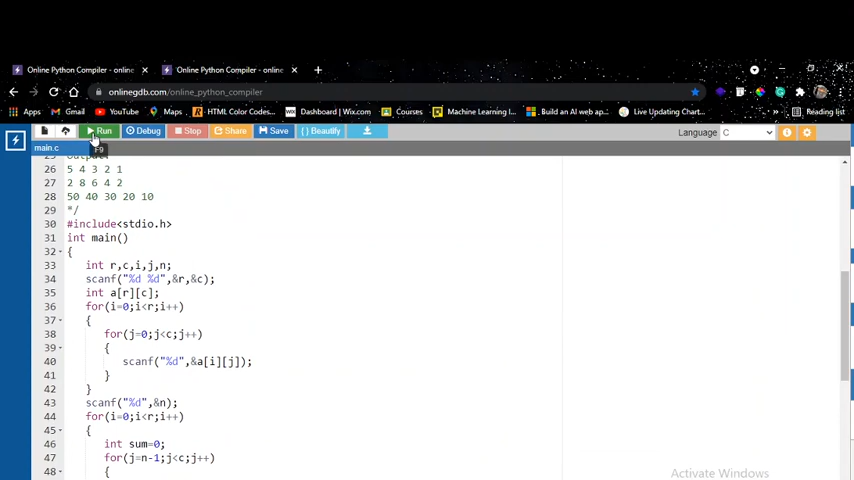 Online Python Compiler - online
Online Python Compiler - online
onlinegdb.com/online_python_compiler
Apps
Gmail
YouTube
Maps
HTML Color Codes...
Dashboard | Wix.com
Courses
Machine Learning I...
Build an AI web ap...
Live Updating Chart...
»
Reading list
Run
Debug
Stop
Share
Save
{ } Beautify
Language C
main.c
F9
25 Output:
26 5 4 3 2 1
27 2 8 6 4 2
28 50 40 30 20 10
29 */
30 #include<stdio.h>
31 int main()
32 {
33 int r,c,i,j,n;
34 scanf("%d %d",&r,&c);
35 int a[r][c];
36 for(i=0;i<r;i++)
37 {
38 for(j=0;j<c;j++)
39 {
40 scanf("%d",&a[i][j]);
41 }
42 }
43 scanf("%d",&n);
44 for(i=0;i<r;i++)
45 {
46 int sum=0;
47 for(j=n-1;j<c;j++)
48 {
Activate Windows